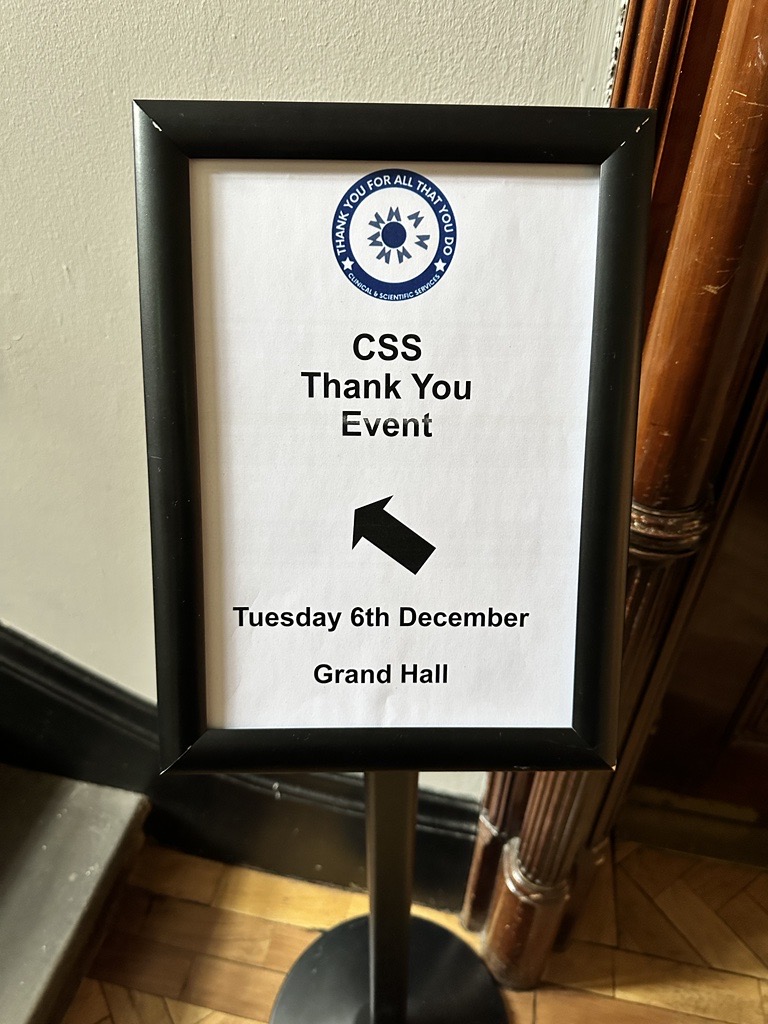 THANK YOU FOR ALL THAT YOU DO
CLINICAL & SCIENTIFIC SERVICES
CSS
Thank You
Event
Tuesday 6th December
Grand Hall